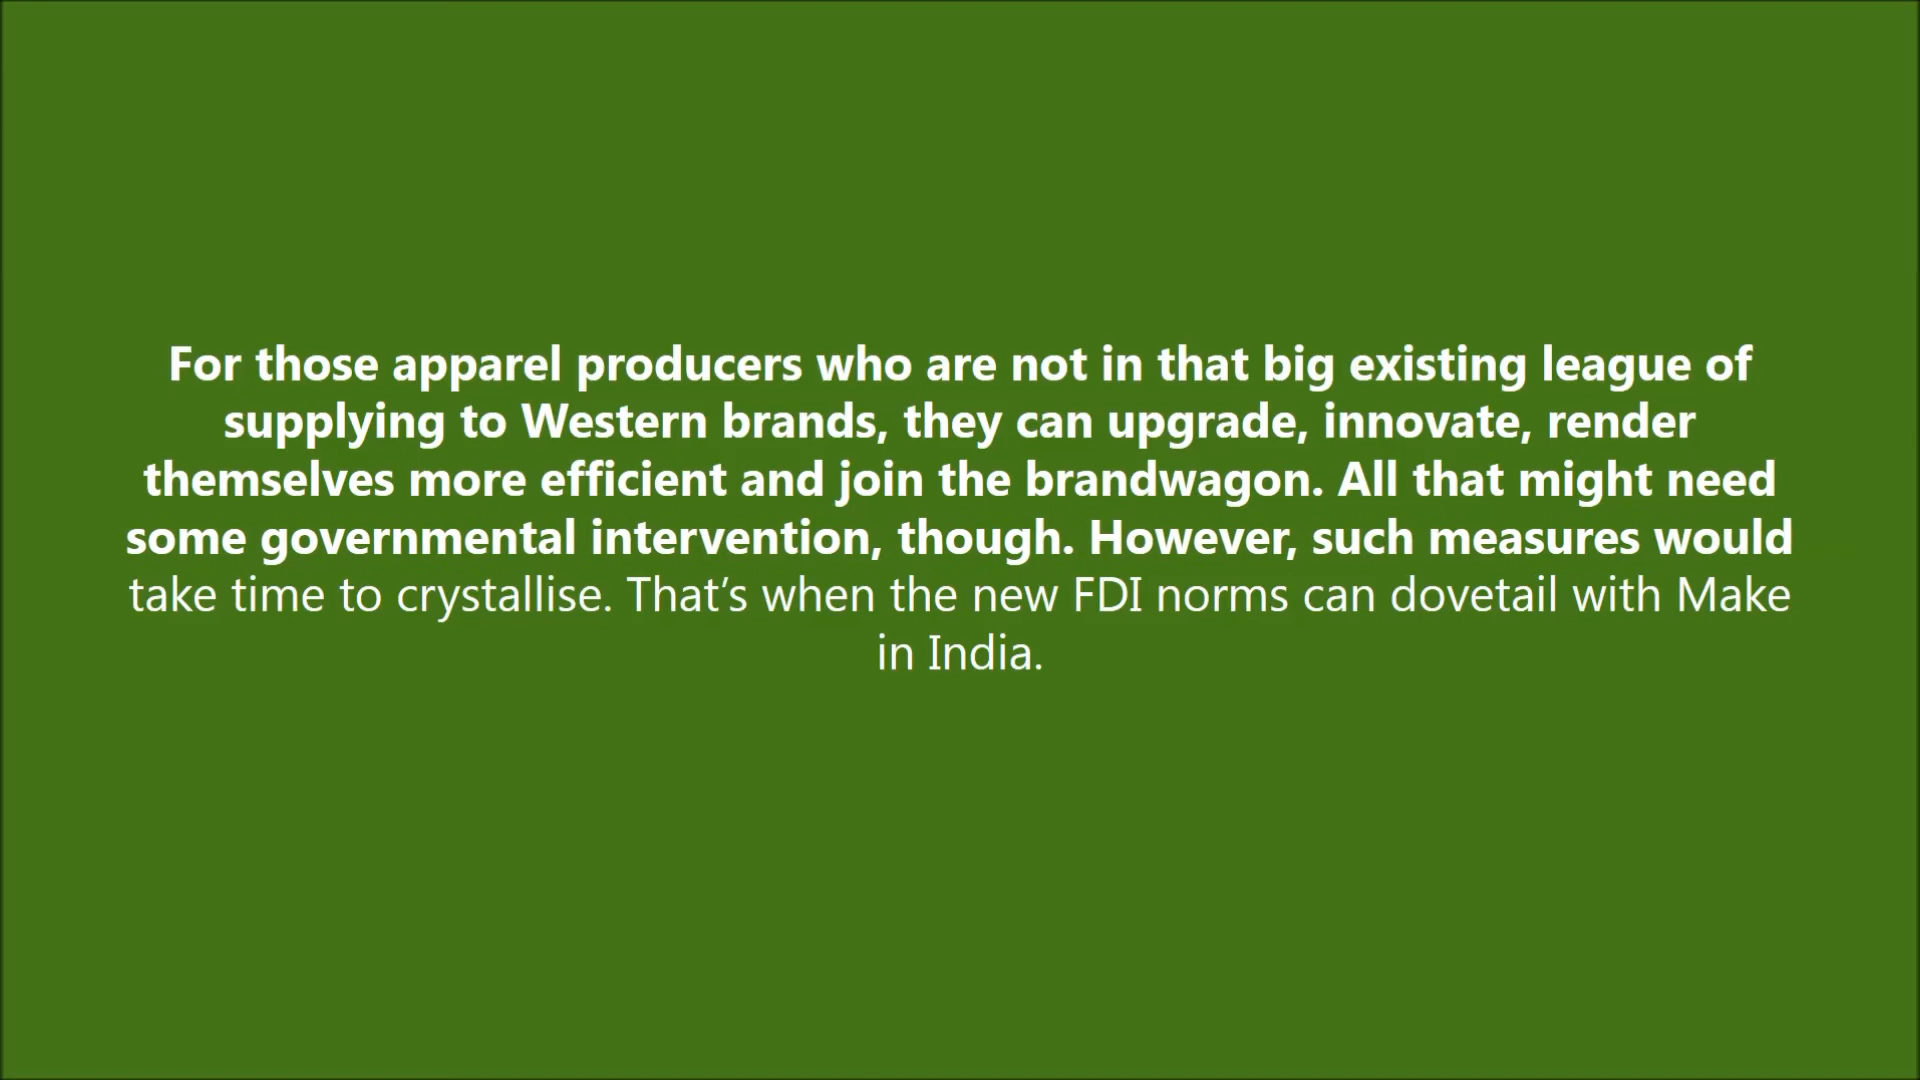 For those apparel producers who are not in that big existing league of
supplying to Western brands, they can upgrade, innovate, render
themselves more efficient and join the brandwagon. All that might need
some governmental intervention, though. However, such measures would
take time to crystallise. That’s when the new FDI norms can dovetail with Make
in India.